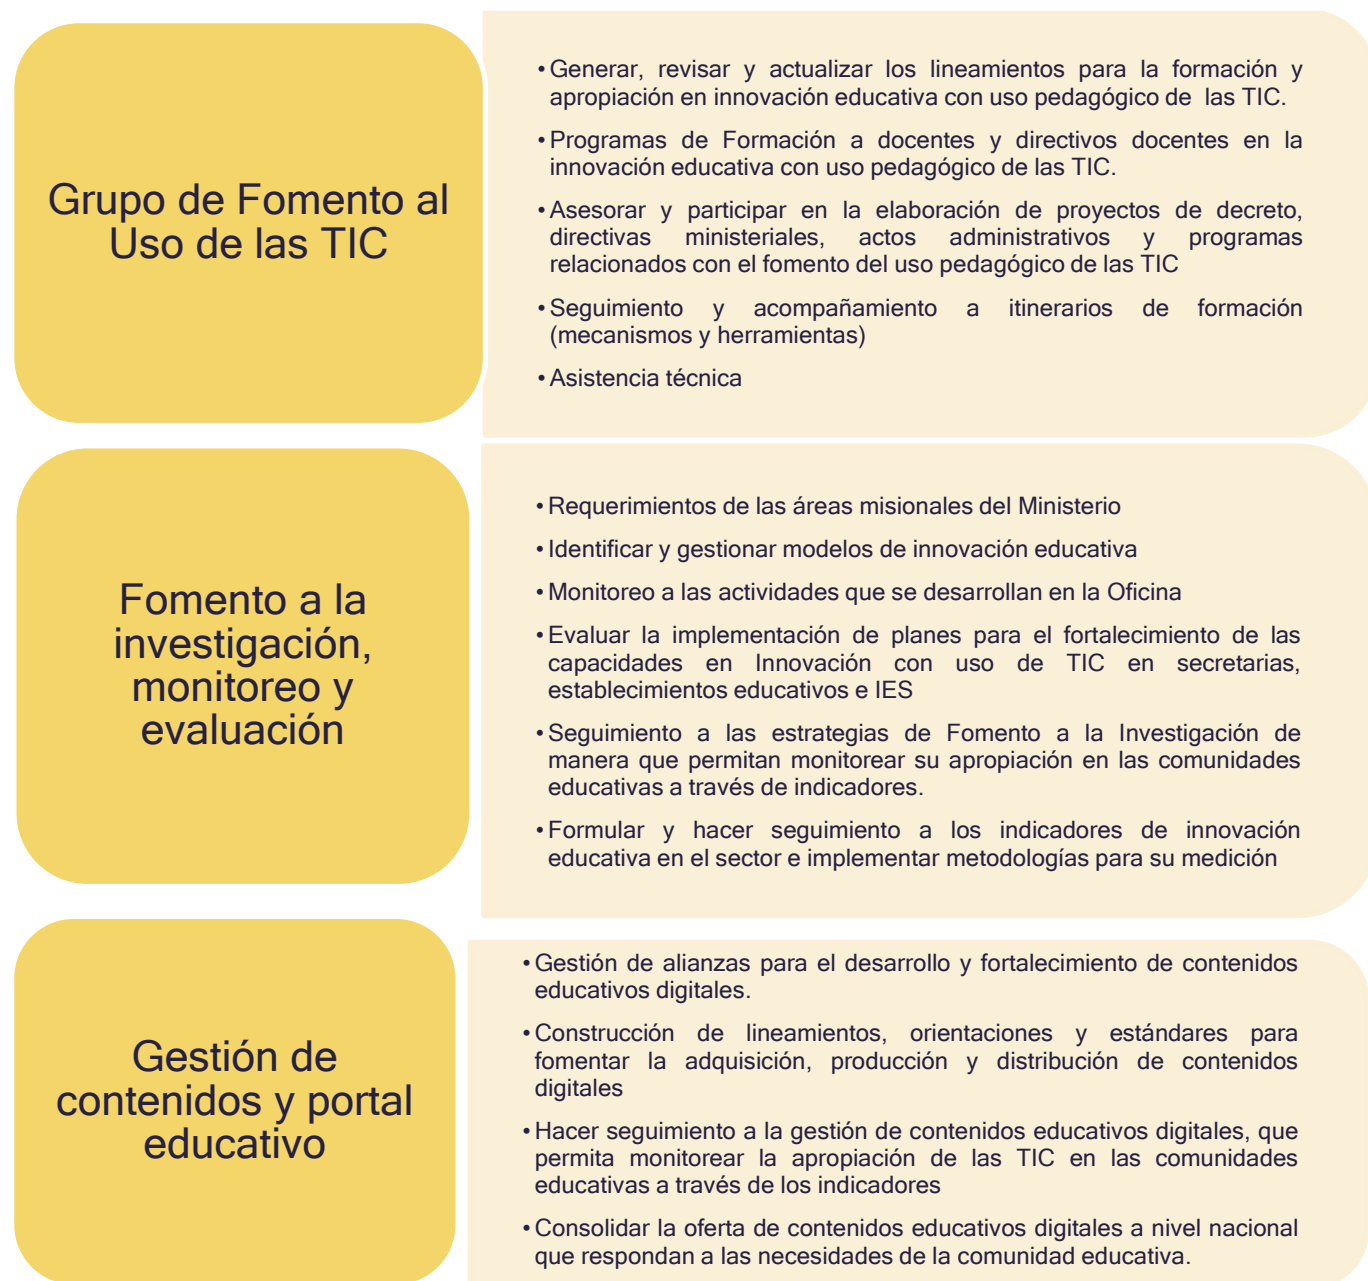 Grupo de Fomento al
Uso de las TIC
• Generar, revisar y actualizar los lineamientos para la formación y
apropiación en innovación educativa con uso pedagógico de las TIC.
• Programas de Formación a docentes y directivos docentes en la
innovación educativa con uso pedagógico de las TIC.
• Asesorar y participar en la elaboración de proyectos de decreto,
directivas ministeriales, actos administrativos y programas
relacionados con el fomento del uso pedagógico de las TIC
• Seguimiento y acompañamiento a itinerarios de formación
(mecanismos y herramientas)
• Asistencia técnica
Fomento a la
investigación,
monitoreo y
evaluación
• Requerimientos de las áreas misionales del Ministerio
• Identificar y gestionar modelos de innovación educativa
• Monitoreo a las actividades que se desarrollan en la Oficina
• Evaluar la implementación de planes para el fortalecimiento de las
capacidades en Innovación con uso de TIC en secretarias,
establecimientos educativos e IES
• Seguimiento a las estrategias de Fomento a la Investigación de
manera que permitan monitorear su apropiación en las comunidades
educativas a través de indicadores.
• Formular y hacer seguimiento a los indicadores de innovación
educativa en el sector e implementar metodologías para su medición
Gestión de
contenidos y portal
educativo
• Gestión de alianzas para el desarrollo y fortalecimiento de contenidos
educativos digitales.
• Construcción de lineamientos, orientaciones y estándares para
fomentar la adquisición, producción y distribución de contenidos
digitales
• Hacer seguimiento a la gestión de contenidos educativos digitales, que
permita monitorear la apropiación de las TIC en las comunidades
educativas a través de los indicadores
• Consolidar la oferta de contenidos educativos digitales a nivel nacional
que respondan a las necesidades de la comunidad educativa.